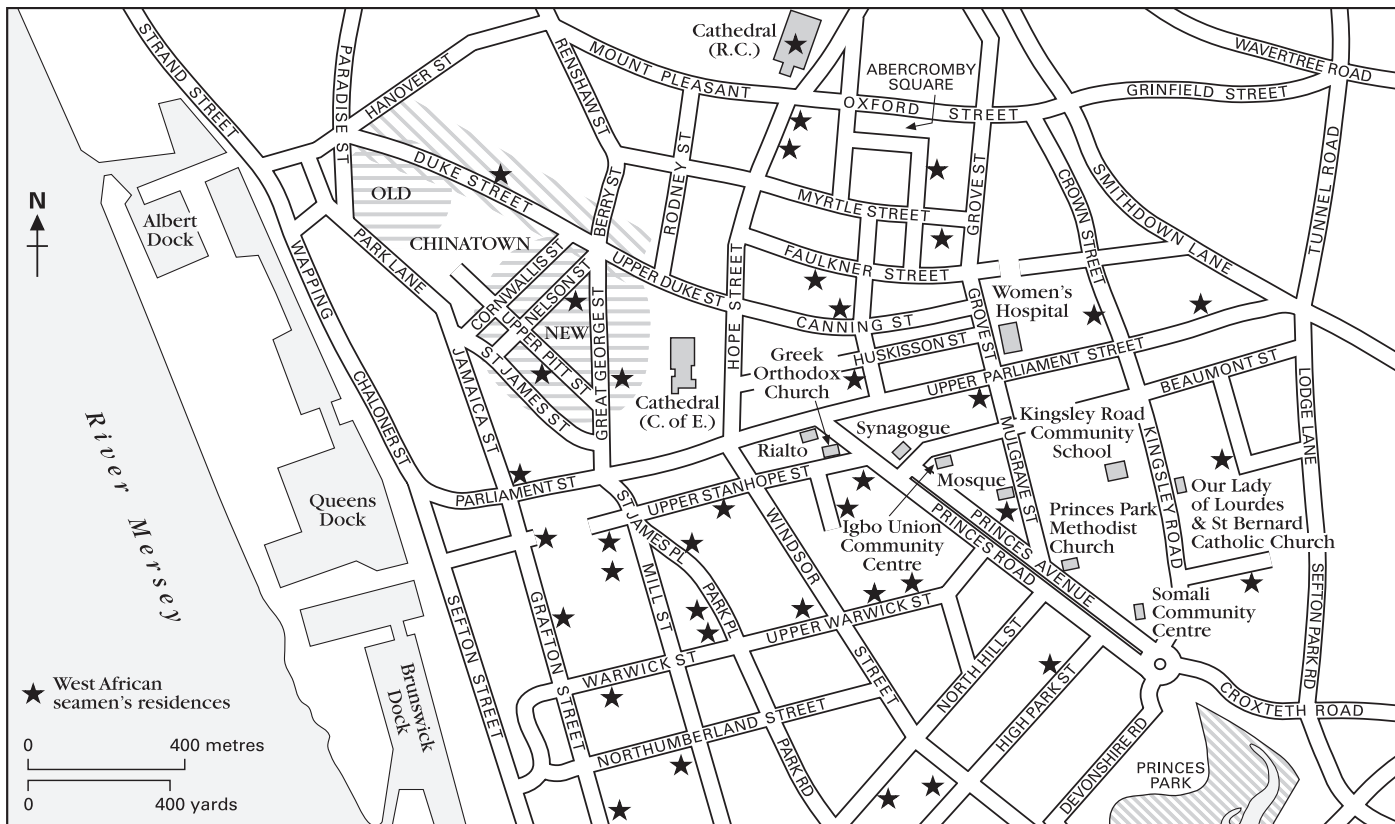 STRAND STREET
PARADISE ST
HANOVER ST
RENSHAW ST
MOUNT PLEASANT
Cathedral
(R.C.)
ABERCROMBY
SQUARE
OXFORD STREET
WAVERTREE ROAD
GRINFIELD STREET
TUNNEL ROAD
SMITHDOWN LANE
CROWN STREET
GROVE ST
MYRTLE STREET
RODNEY ST
BERRY ST
DUKE STREET
OLD
CHINATOWN
NEW
N
Albert
Dock
WAPPING
PARK LANE
CORNWALLIS ST
NELSON ST
UPPER PITT ST
ST JAMES ST
GREAT GEORGE ST
UPPER DUKE ST
HOPE STREET
FAULKNER STREET
CANNING ST
HUSKISSON ST
GROVE ST
Women's
Hospital
UPPER PARLIAMENT STREET
BEAUMONT ST
LODGE LANE
Cathedral
(C. of E.)
Greek
Orthodox
Church
Rialto
Synagogue
Kingsley Road
Community
School
MULGRAVE ST
KINGSLEY ROAD
CHALONER ST
JAMAICA ST
River Mersey
Queens
Dock
PARLIAMENT ST
UPPER STANHOPE ST
ST JAMES PL
Mosque
Igbo Union
Community
Centre
PRINCES AVENUE
PRINCES ROAD
Princes Park
Methodist
Church
Our Lady
of Lourdes
& St Bernard
Catholic Church
Somali
Community
Centre
SEFTON PARK RD
CROXTETH ROAD
SEFTON STREET
GRAFTON STREET
MILL ST
PARK PL
WINDSOR STREET
UPPER WARWICK ST
WARWICK ST
NORTHUMBERLAND STREET
PARK RD
NORTH HILL ST
HIGH PARK ST
DEVONSHIRE RD
PRINCES
PARK
Brunswick
Dock
West African
seamen's residences
0 400 metres
0 400 yards